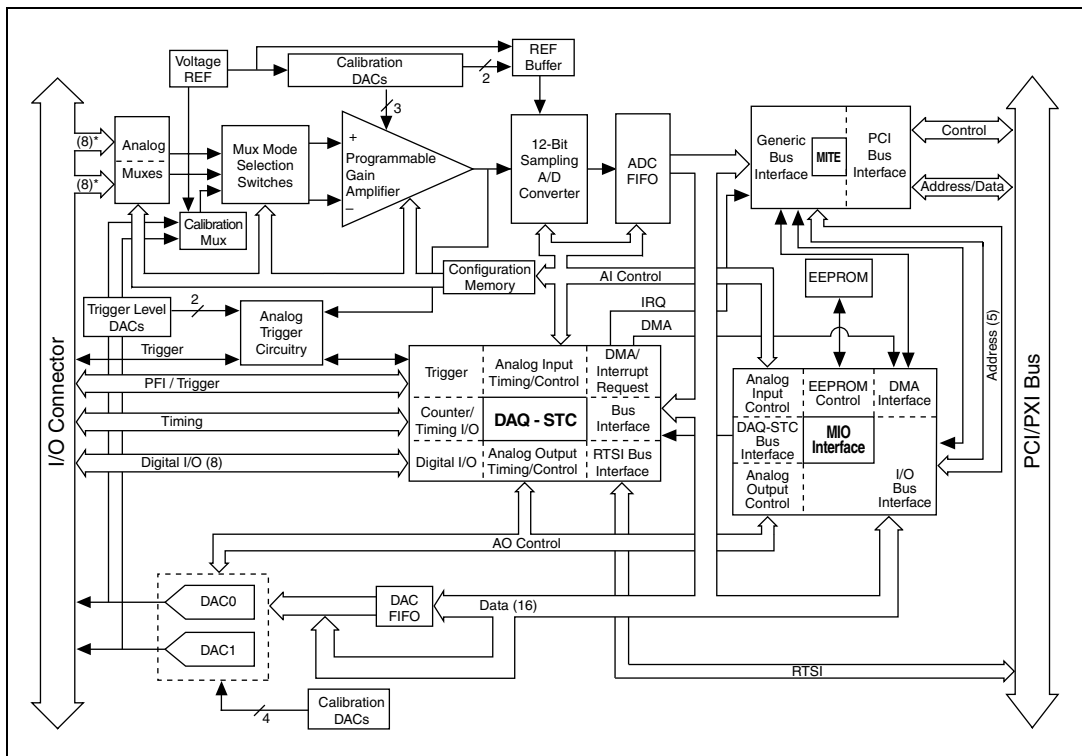 Voltage
REF
Calibration
DACs
2
REF
Buffer
3
(8)*
(8)*
Analog
Muxes
Mux Mode
Selection
Switches
+
Programmable
Gain
Amplifier
–
12-Bit
Sampling
A/D
Converter
ADC
FIFO
Generic
Bus
Interface
MITE
PCI
Bus
Interface
Control
Address/Data
Calibration
Mux
Configuration
Memory
AI Control
EEPROM
Trigger Level
DACs
2
Analog
Trigger
Circuitry
IRQ
DMA
Address (5)
I/O Connector
PCI/PXI Bus
Trigger
PFI / Trigger
Timing
Digital I/O (8)
Trigger
Analog Input
Timing/Control
DMA/
Interrupt
Request
Counter/
Timing I/O
DAQ - STC
Bus
Interface
Digital I/O
Analog Output
Timing/Control
RTSI Bus
Interface
Analog
Input
Control
EEPROM
Control
DMA
Interface
DAQ-STC
Bus
Interface
MIO
Interface
Analog
Output
Control
I/O
Bus
Interface
AO Control
DAC0
DAC1
DAC
FIFO
Data (16)
RTSI
4
Calibration
DACs